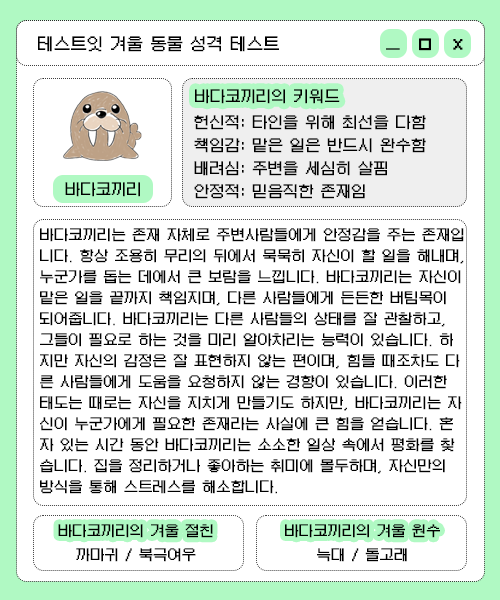 테스트잇 겨울 동물 성격 테스트
바다코끼리
바다코끼리의 키워드
헌신적: 타인을 위해 최선을 다함
책임감: 맡은 일은 반드시 완수함
배려심: 주변을 세심히 살핌
안정적: 믿음직한 존재임
바다코끼리는 존재 자체로 주변사람들에게 안정감을 주는 존재입
니다. 항상 조용히 무리의 뒤에서 묵묵히 자신이 할 일을 해내며,
누군가를 돕는 데에서 큰 보람을 느낍니다. 바다코끼리는 자신이
맡은 일을 끝까지 책임지며, 다른 사람들에게 든든한 버팀목이
되어줍니다. 바다코끼리는 다른 사람들의 상태를 잘 관찰하고,
그들이 필요로 하는 것을 미리 알아차리는 능력이 있습니다. 하
지만 자신의 감정은 잘 표현하지 않는 편이며, 힘들 때조차도 다
른 사람들에게 도움을 요청하지 않는 경향이 있습니다. 이러한
태도는 때로는 자신을 지치게 만들기도 하지만, 바다코끼리는 자
신이 누군가에게 필요한 존재라는 사실에 큰 힘을 얻습니다. 혼
자 있는 시간 동안 바다코끼리는 소소한 일상 속에서 평화를 찾
습니다. 집을 정리하거나 좋아하는 취미에 몰두하며, 자신만의
방식을 통해 스트레스를 해소합니다.
바다코끼리의 겨울 절친
까마귀 / 북극여우
바다코끼리의 겨울 원수
늑대 / 돌고래